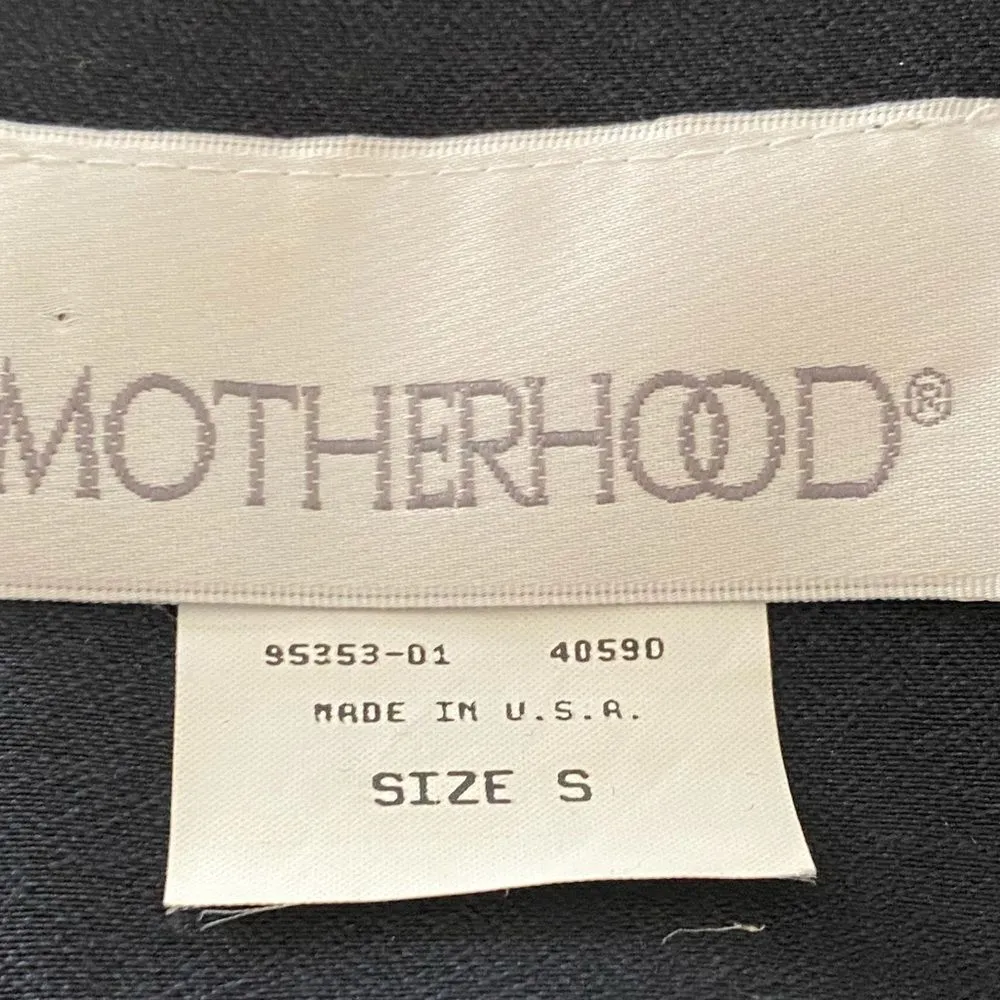 MOTHERHOOD®
95353-01 40590
MADE IN U.S.A.
SIZE S